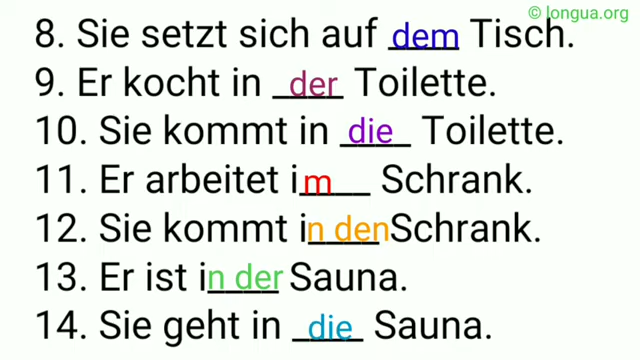 © longua.org
8. Sie setzt sich auf dem Tisch.
9. Er kocht in der Toilette.
10. Sie kommt in die Toilette.
11. Er arbeitet im Schrank.
12. Sie kommt in den Schrank.
13. Er ist in der Sauna.
14. Sie geht in die Sauna.